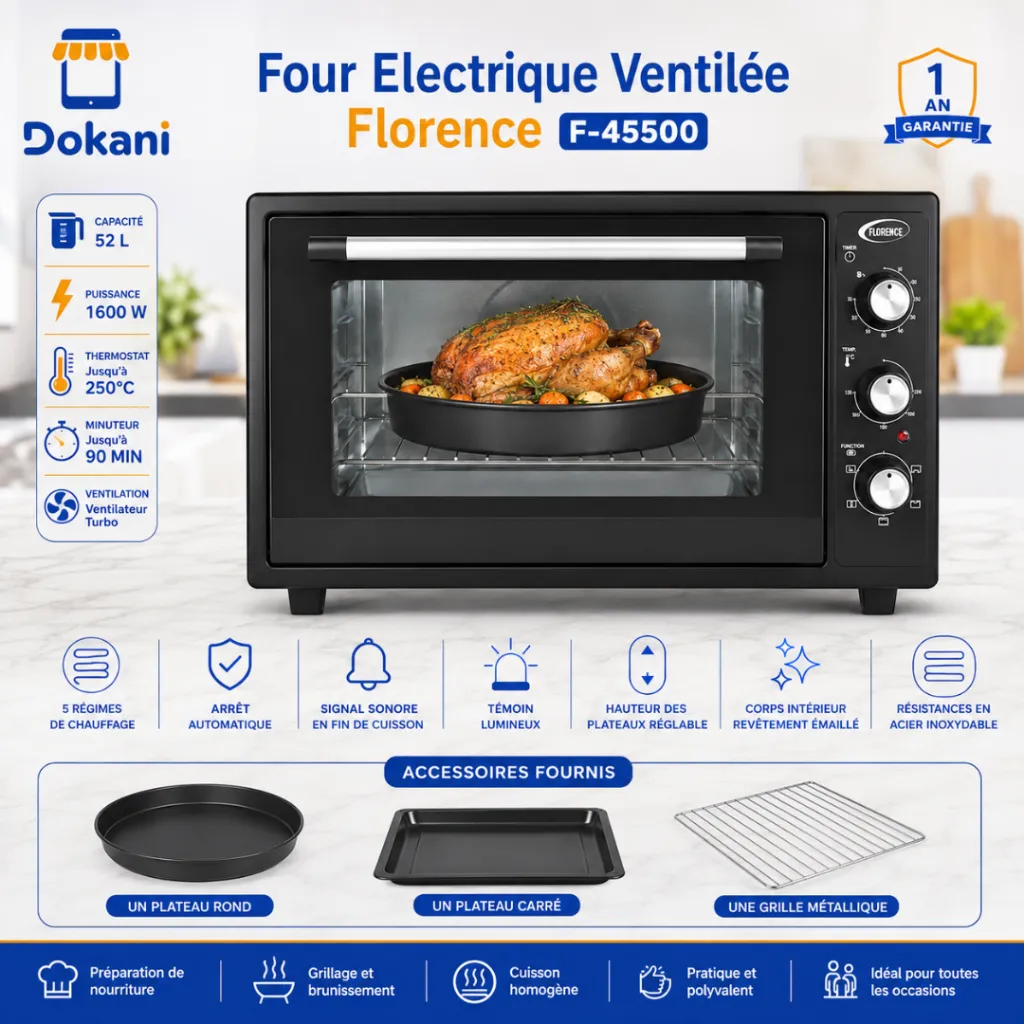 Dokani
Four Electrique Ventilée
Florence F-45500
1
AN
GARANTIE
CAPACITÉ
52 L
PUISSANCE
1600 W
THERMOSTAT
Jusqu'à
250°C
MINUTEUR
Jusqu'à
90 MIN
VENTILATION
Ventilateur
Turbo
FLORENCE
TIMER
TEMP.
°C
FUNCTION
5 RÉGIMES
DE CHAUFFAGE
ARRÊT
AUTOMATIQUE
SIGNAL SONORE
EN FIN DE CUISSON
TÉMOIN
LUMINEUX
HAUTEUR DES
PLATEAUX RÉGLABLE
CORPS INTÉRIEUR
REVÊTEMENT ÉMAILLÉ
RÉSISTANCES EN
ACIER INOXYDABLE
ACCESSOIRES FOURNIS
UN PLATEAU ROND
UN PLATEAU CARRÉ
UNE GRILLE MÉTALLIQUE
Préparation de
nourriture
Grillage et
brunissement
Cuisson
homogène
Pratique et
polyvalent
Idéal pour toutes
les occasions